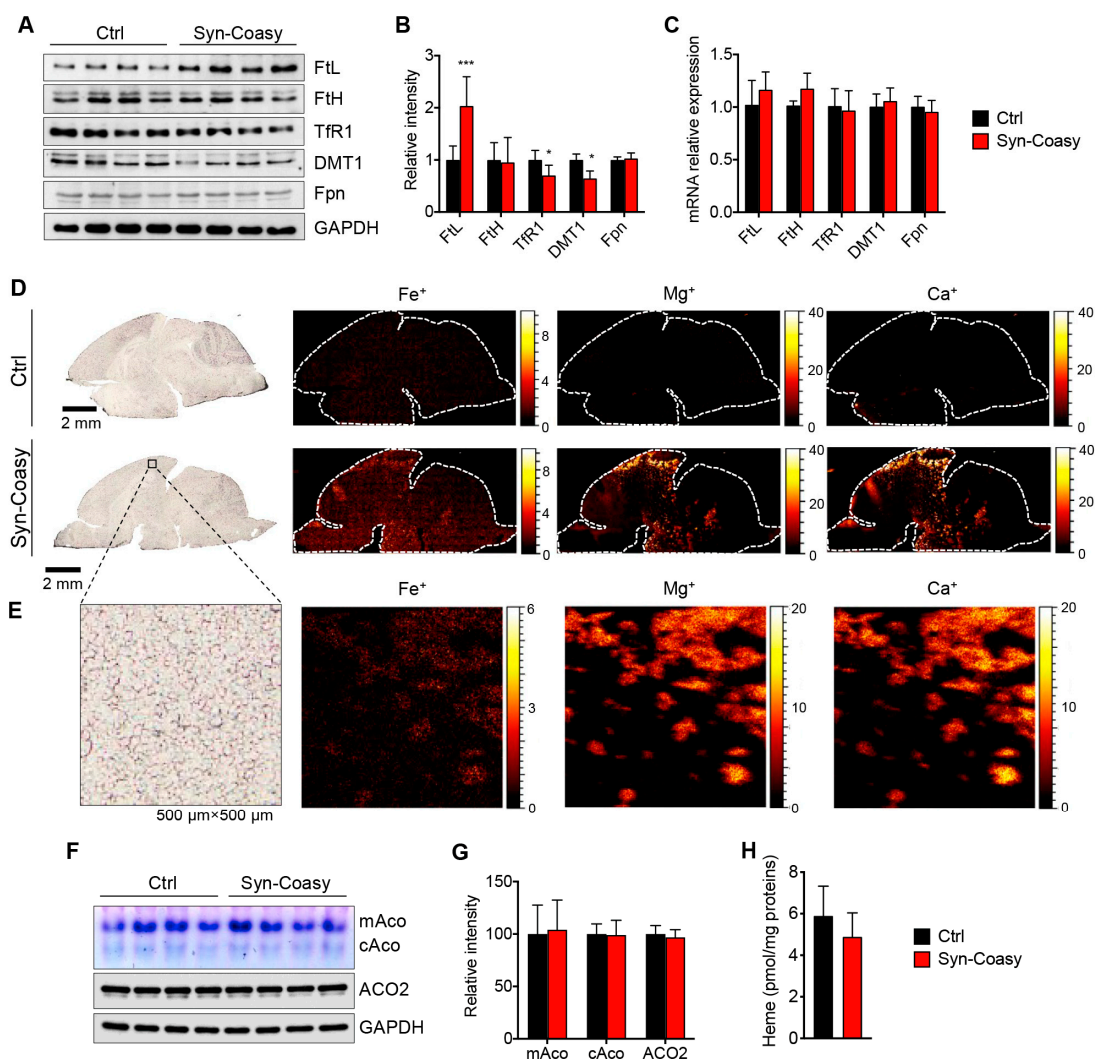 A
Ctrl
Syn-Coasy
FtL
FtH
TfR1
DMT1
Fpn
GAPDH
B
Relative intensity
3
2
1
0
***
*
*
FtL
FtH
TfR1
DMT1
Fpn
C
mRNA relative expression
1.5
1.0
0.5
0.0
FtL
FtH
TfR1
DMT1
Fpn
Ctrl
Syn-Coasy
D
Fe⁺
Mg⁺
Ca⁺
Ctrl
2 mm
8
4
0
40
20
0
40
20
0
Syn-Coasy
2 mm
8
4
0
40
20
0
40
20
0
E
500 µm×500 µm
Fe⁺
Mg⁺
Ca⁺
6
3
0
20
10
0
20
10
0
F
Ctrl
Syn-Coasy
mAco
cAco
ACO2
GAPDH
G
Relative intensity
150
100
50
0
mAco
cAco
ACO2
H
Heme (pmol/mg proteins)
8
6
4
2
0
Ctrl
Syn-Coasy